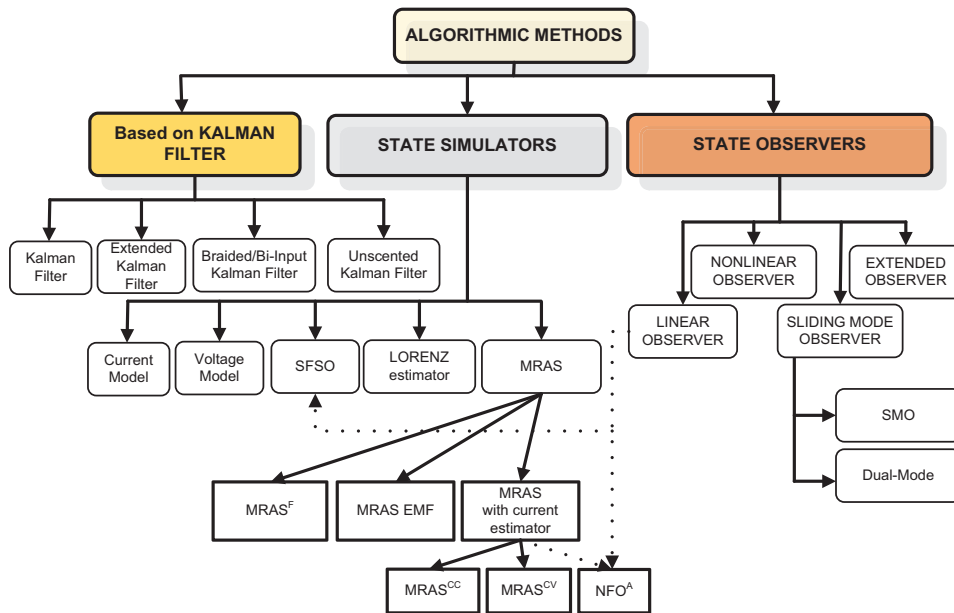 ALGORITHMIC METHODS
Based on KALMAN
FILTER
STATE SIMULATORS
STATE OBSERVERS
Kalman
Filter
Extended
Kalman
Filter
Braided/Bi-Input
Kalman Filter
Unscented
Kalman Filter
NONLINEAR
OBSERVER
EXTENDED
OBSERVER
LINEAR
OBSERVER
SLIDING MODE
OBSERVER
Current
Model
Voltage
Model
SFSO
LORENZ
estimator
MRAS
SMO
Dual-Mode
MRASF
MRAS EMF
MRAS
with current
estimator
MRASCC
MRASCV
NFOA